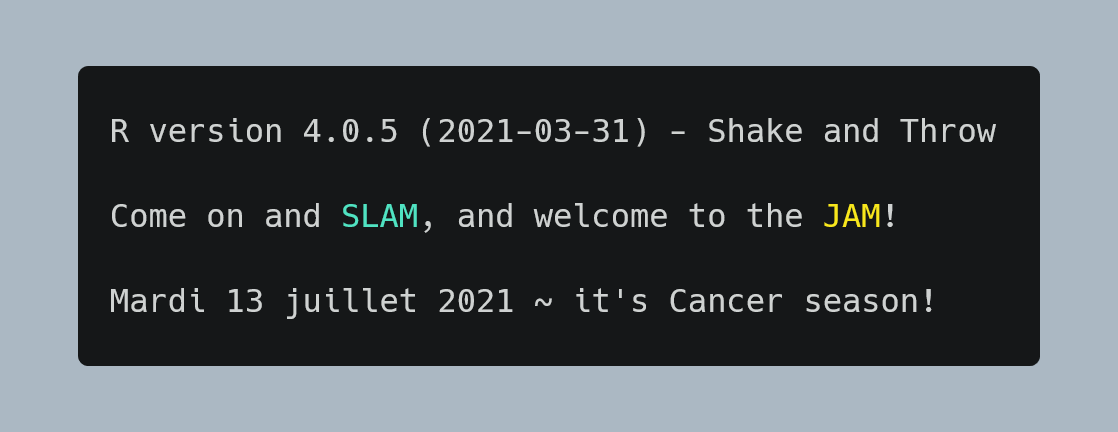 R version 4.0.5 (2021-03-31) - Shake and Throw
Come on and SLAM, and welcome to the JAM!
Mardi 13 juillet 2021 ~ it's Cancer season!